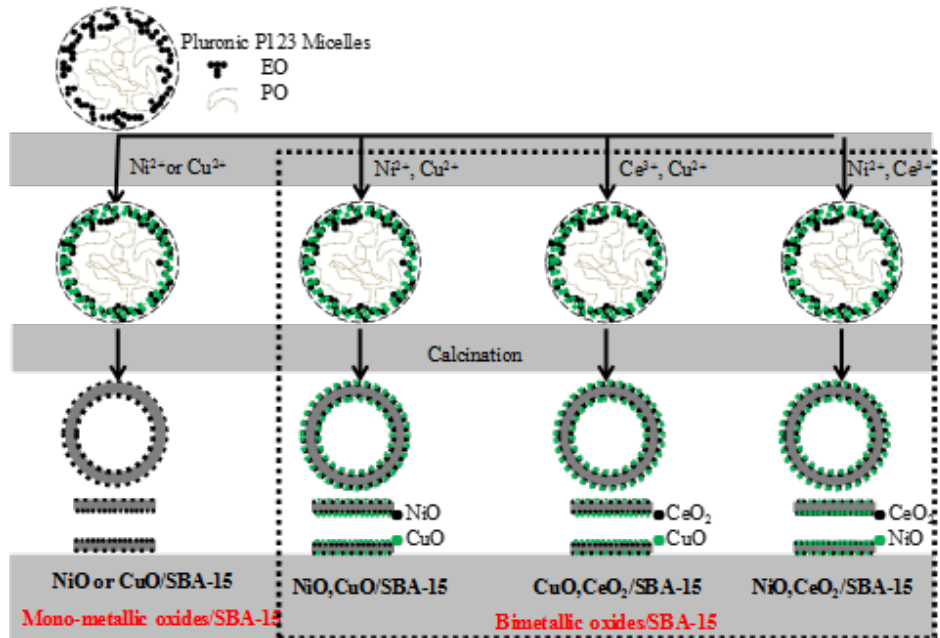 Pluronic P123 Micelles
EO
PO
Ni²⁺ or Cu²⁺
Ni²⁺, Cu²⁺
Ce³⁺, Cu²⁺
Ni²⁺, Ce³⁺
Calcination
NiO
CeO₂
CeO₂
CuO
CuO
NiO
NiO or CuO/SBA-15
NiO,CuO/SBA-15
CuO,CeO₂/SBA-15
NiO,CeO₂/SBA-15
Mono-metallic oxides/SBA-15
Bimetallic oxides/SBA-15